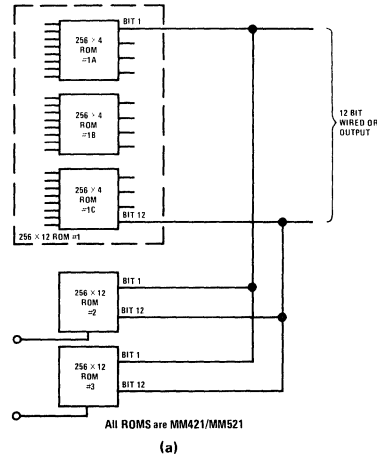 BIT 1
256 × 4
ROM
#1A
256 × 4
ROM
#1B
12 BIT
WIRED OR
OUTPUT
256 × 4
ROM
#1C
BIT 12
256 × 12 ROM #1
BIT 1
256 × 12
ROM
#2
BIT 12
BIT 1
256 × 12
ROM
#3
BIT 12
All ROMS are MM421/MM521
(a)